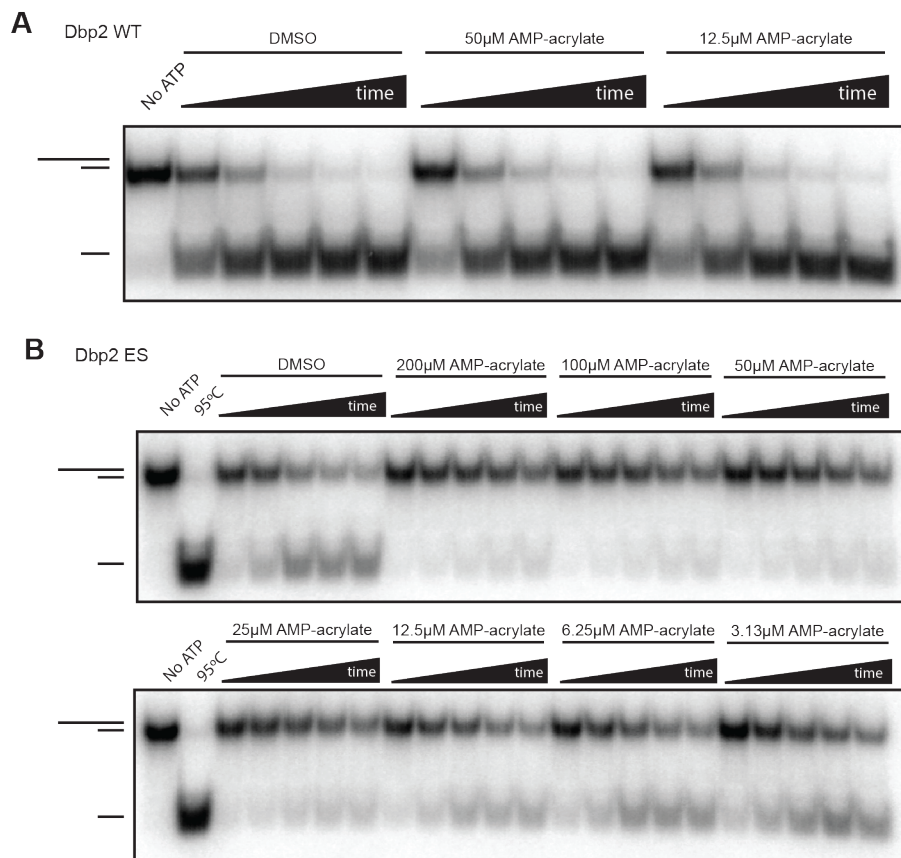 A
Dbp2 WT
DMSO
50µM AMP-acrylate
12.5µM AMP-acrylate
No ATP
time
time
time
B
Dbp2 ES
DMSO
200µM AMP-acrylate
100µM AMP-acrylate
50µM AMP-acrylate
No ATP
95ºC
time
time
time
time
25µM AMP-acrylate
12.5µM AMP-acrylate
6.25µM AMP-acrylate
3.13µM AMP-acrylate
No ATP
95ºC
time
time
time
time